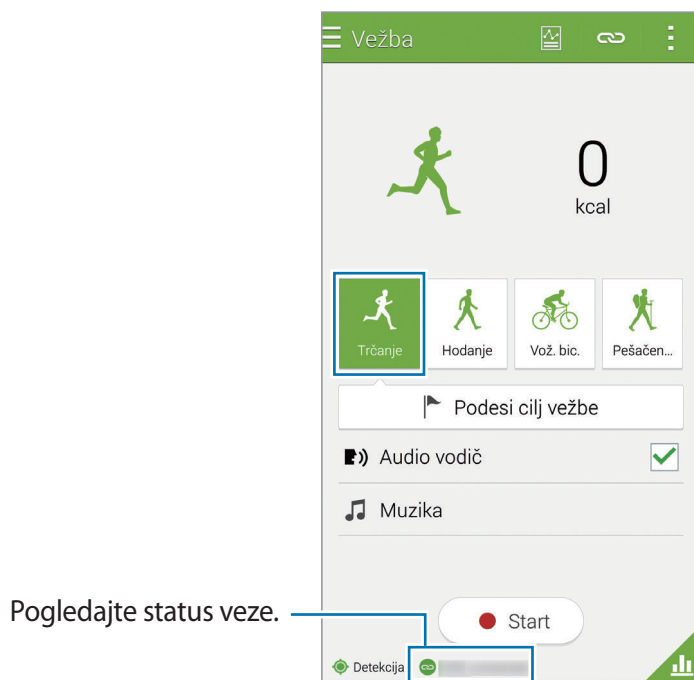 Vežba
0
kcal
Trčanje
Hodanje
Vož. bic.
Pešačen...
Podesi cilj vežbe
Audio vodič
Muzika
Start
Pogledajte status veze.
Detekcija